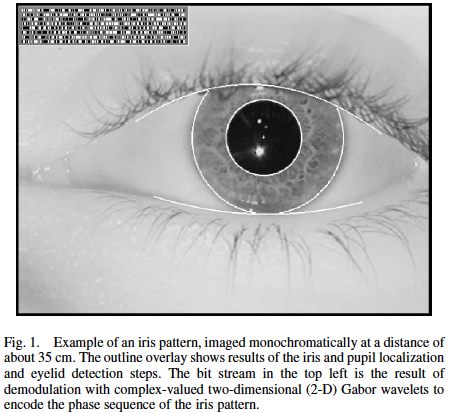 Fig. 1. Example of an iris pattern, imaged monochromatically at a distance of
about 35 cm. The outline overlay shows results of the iris and pupil localization
and eyelid detection steps. The bit stream in the top left is the result of
demodulation with complex-valued two-dimensional (2-D) Gabor wavelets to
encode the phase sequence of the iris pattern.